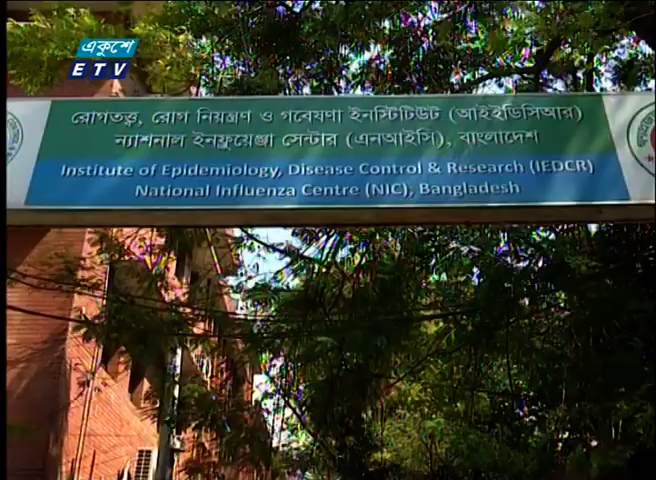 একুশে
ETV
রোগতত্ত্ব, রোগ নিয়ন্ত্রণ ও গবেষণা ইনস্টিটিউট (আইইডিসিআর)
ন্যাশনাল ইনফ্লুয়েঞ্জা সেন্টার (এনআইসি), বাংলাদেশ
Institute of Epidemiology, Disease Control & Research (IEDCR)
National Influenza Centre (NIC), Bangladesh